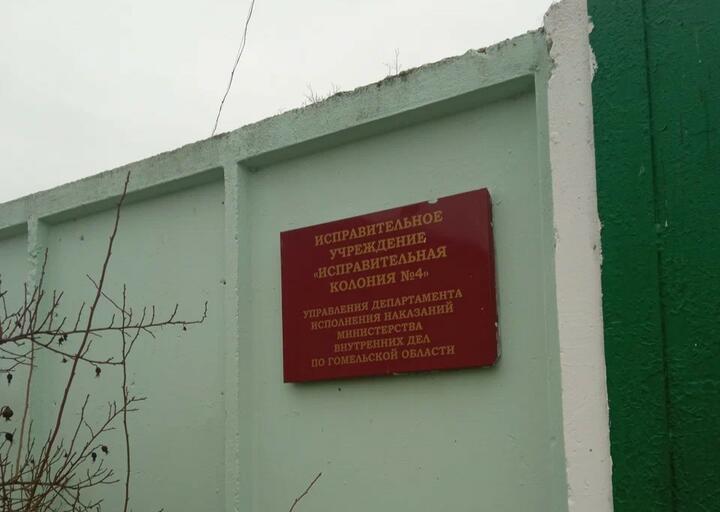 ИСПРАВИТЕЛЬНОЕ
УЧРЕЖДЕНИЕ
«ИСПРАВИТЕЛЬНАЯ
КОЛОНИЯ №4»
УПРАВЛЕНИЯ ДЕПАРТАМЕНТА
ИСПОЛНЕНИЯ НАКАЗАНИЙ
МИНИСТЕРСТВА
ВНУТРЕННИХ ДЕЛ
ПО ГОМЕЛЬСКОЙ ОБЛАСТИ